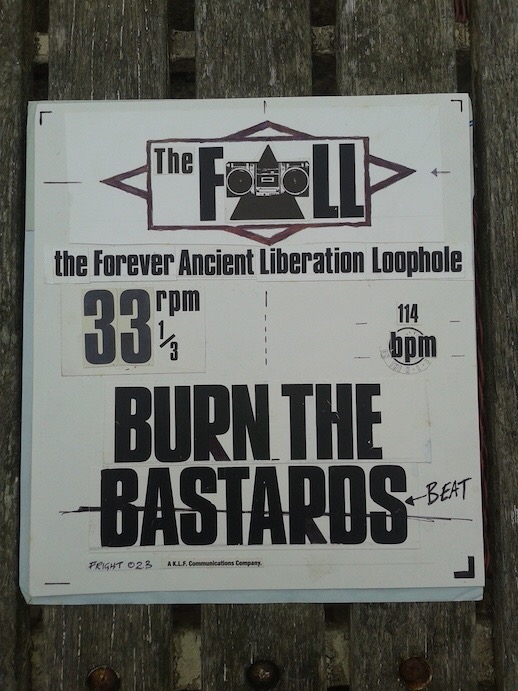 The FALL
the Forever Ancient Liberation Loophole
33 1/3 rpm
114
bpm
BURN THE
BASTARDS
BEAT
FRIGHT 023
A K.L.F. Communications Company.